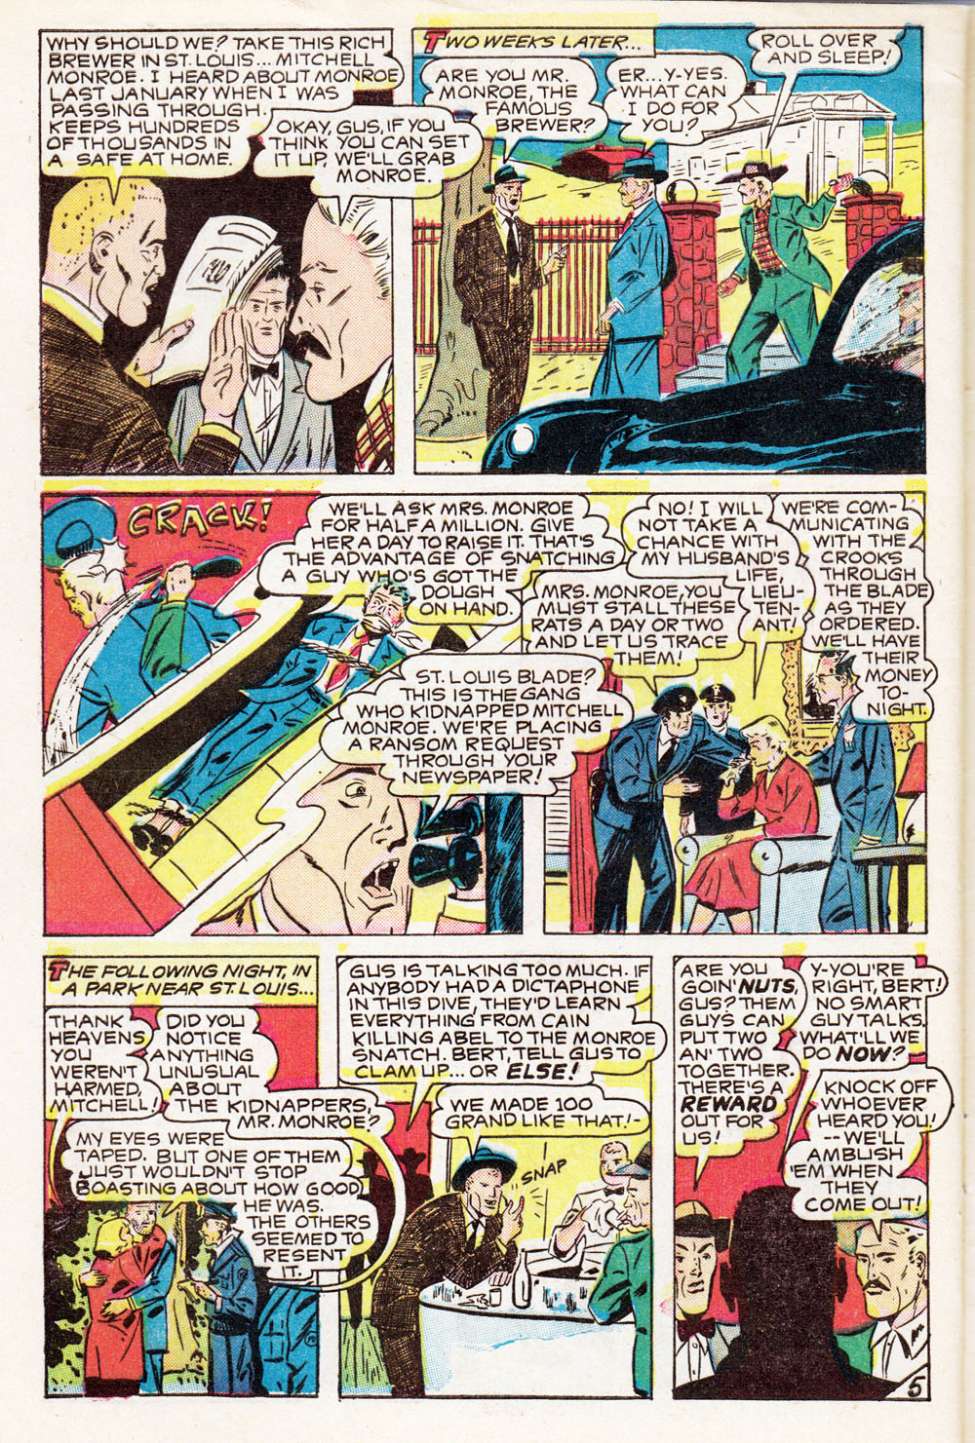 WHY SHOULD WE? TAKE THIS RICH
BREWER IN ST. LOUIS... MITCHELL
MONROE. I HEARD ABOUT MONROE
LAST JANUARY WHEN I WAS
PASSING THROUGH.
KEEPS HUNDREDS
OF THOUSANDS IN
A SAFE AT HOME.
OKAY, GUS, IF YOU
THINK YOU CAN SET
IT UP, WE'LL GRAB
MONROE.
TWO WEEKS LATER...
ARE YOU MR.
MONROE, THE
FAMOUS
BREWER?
ER...Y-YES.
WHAT CAN
I DO FOR
YOU?
ROLL OVER
AND SLEEP!
CRACK!
WE'LL ASK MRS. MONROE
FOR HALF A MILLION. GIVE
HER A DAY TO RAISE IT. THAT'S
THE ADVANTAGE OF SNATCHING
A GUY WHO'S GOT THE
DOUGH
ON HAND.
ST. LOUIS BLADE?
THIS IS THE GANG
WHO KIDNAPPED MITCHELL
MONROE. WE'RE PLACING
A RANSOM REQUEST
THROUGH YOUR
NEWSPAPER!
MRS. MONROE, YOU
MUST STALL THESE
RATS A DAY OR TWO
AND LET US TRACE
THEM!
NO! I WILL
NOT TAKE A
CHANCE WITH
MY HUSBAND'S
LIFE,
LIEU-
TEN-
ANT!
WE'RE COM-
MUNICATING
WITH THE
CROOKS
THROUGH
THE BLADE
AS THEY
ORDERED.
WE'LL HAVE
THEIR
MONEY
TO-
NIGHT.
THE FOLLOWING NIGHT, IN
A PARK NEAR ST. LOUIS...
THANK
HEAVENS
YOU
WEREN'T
HARMED,
MITCHELL!
DID YOU
NOTICE
ANYTHING
UNUSUAL
ABOUT
THE KIDNAPPERS,
MR. MONROE?
MY EYES WERE
TAPED. BUT ONE OF THEM
JUST WOULDN'T STOP
BOASTING ABOUT HOW GOOD
HE WAS.
THE OTHERS
SEEMED TO
RESENT
IT.
GUS IS TALKING TOO MUCH. IF
ANYBODY HAD A DICTAPHONE
IN THIS DIVE, THEY'D LEARN
EVERYTHING FROM CAIN
KILLING ABEL TO THE MONROE
SNATCH. BERT, TELL GUS TO
CLAM UP... OR ELSE!
WE MADE 100
GRAND LIKE THAT!-
SNAP
ARE YOU
GOIN' NUTS,
GUS? THEM
GUYS CAN
PUT TWO
AN' TWO
TOGETHER.
THERE'S A
REWARD
OUT FOR
US!
Y-YOU'RE
RIGHT, BERT!
NO SMART
GUY TALKS.
WHAT'LL WE
DO NOW?
KNOCK OFF
WHOEVER
HEARD YOU!
-- WE'LL
AMBUSH
'EM WHEN
THEY
COME OUT!
5